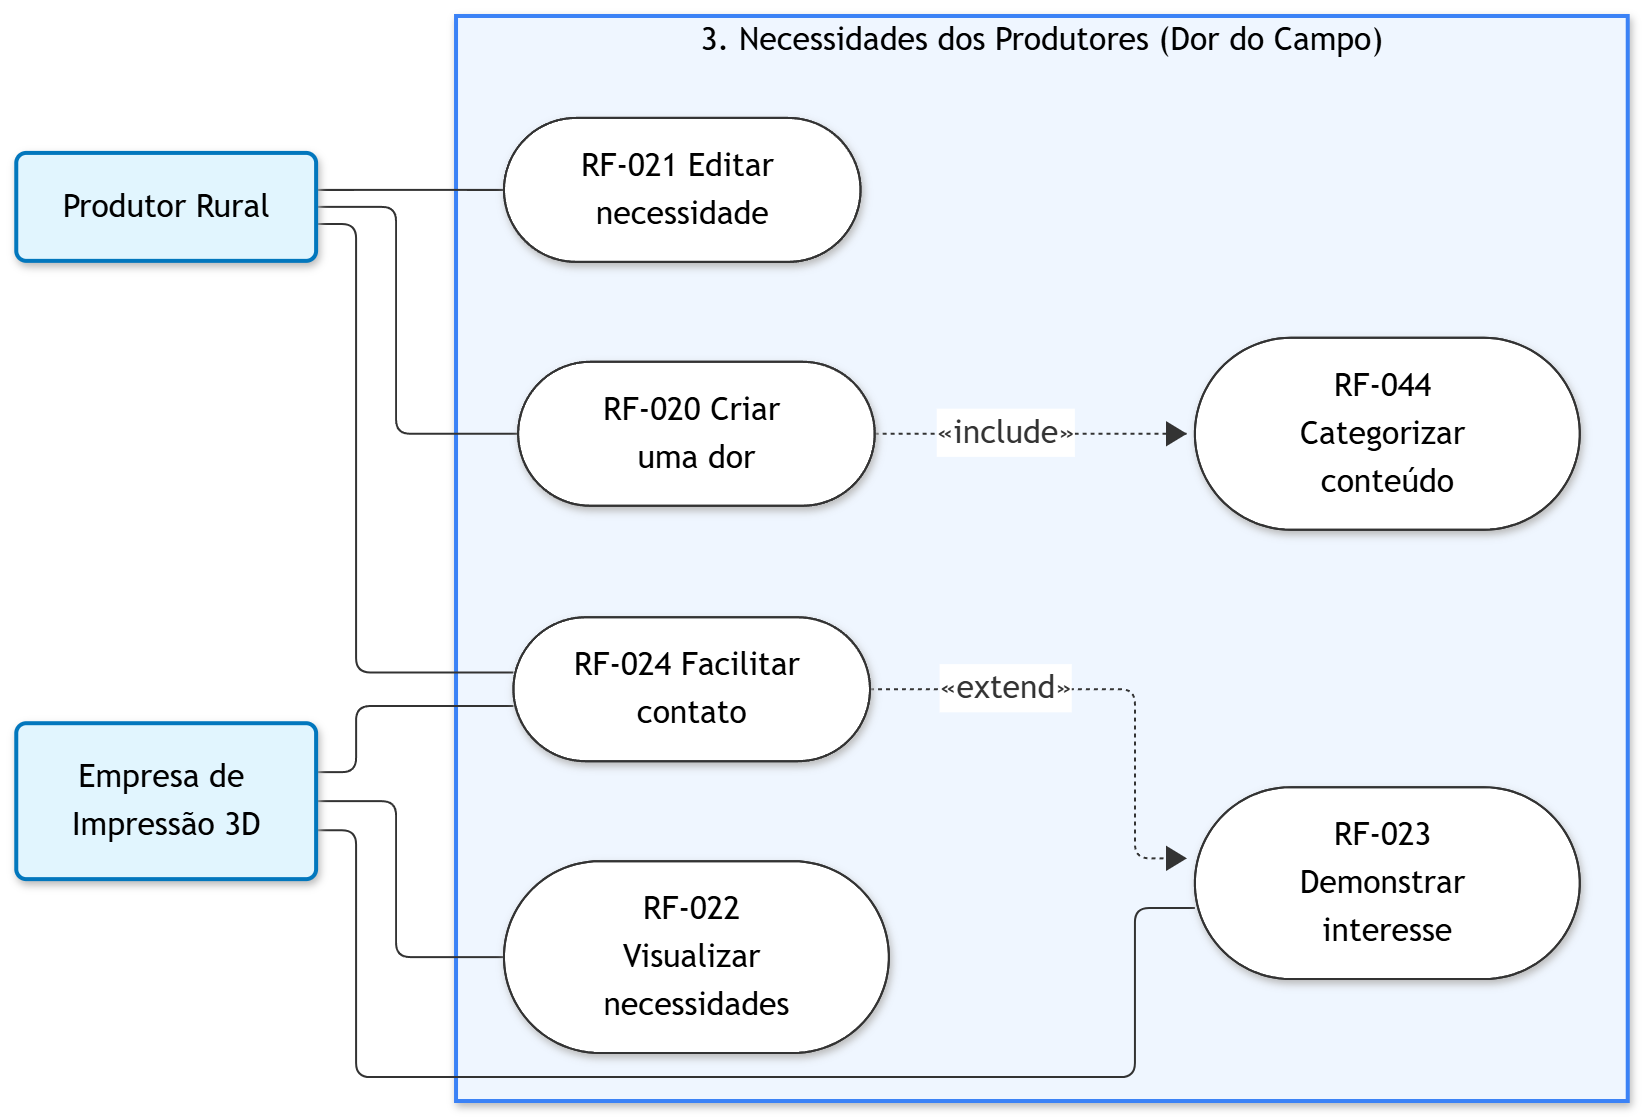 3. Necessidades dos Produtores (Dor do Campo)
Produtor Rural
RF-021 Editar
necessidade
RF-020 Criar
uma dor
«include»
RF-044
Categorizar
conteúdo
RF-024 Facilitar
contato
«extend»
Empresa de
Impressão 3D
RF-023
Demonstrar
interesse
RF-022
Visualizar
necessidades